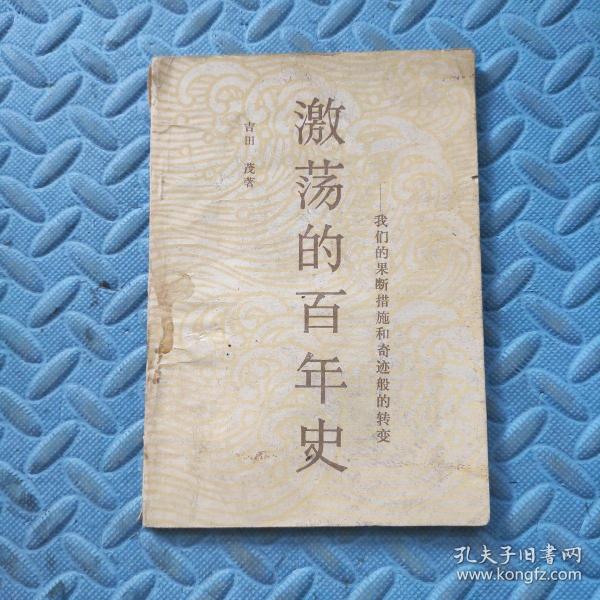 ——我们的果断措施和奇迹般的转变
激荡的百年史
吉田 茂著
孔夫子旧书网
www.kongfz.com